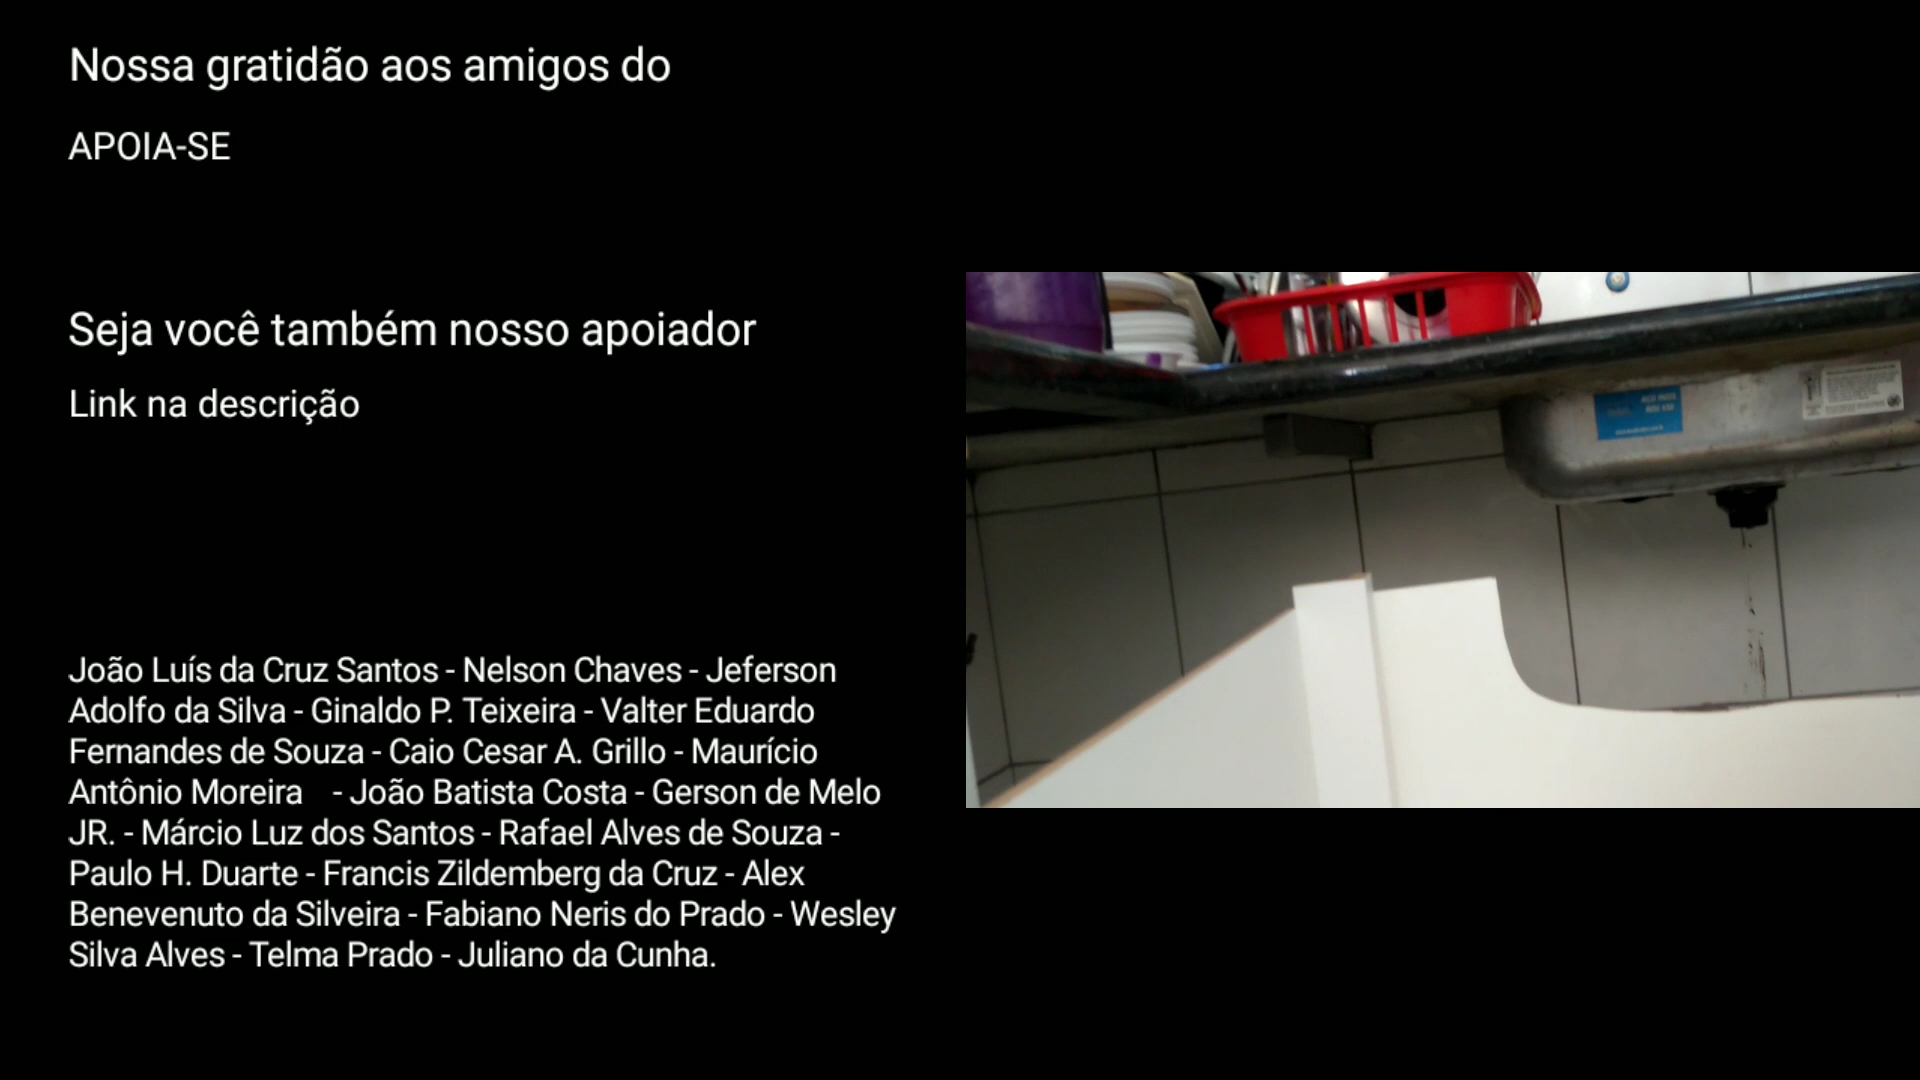 Nossa gratidão aos amigos do
APOIA-SE
Seja você também nosso apoiador
Link na descrição
João Luís da Cruz Santos - Nelson Chaves - Jeferson
Adolfo da Silva - Ginaldo P. Teixeira - Valter Eduardo
Fernandes de Souza - Caio Cesar A. Grillo - Maurício
Antônio Moreira - João Batista Costa - Gerson de Melo
JR. - Márcio Luz dos Santos - Rafael Alves de Souza -
Paulo H. Duarte - Francis Zildemberg da Cruz - Alex
Benevenuto da Silveira - Fabiano Neris do Prado - Wesley
Silva Alves - Telma Prado - Juliano da Cunha.